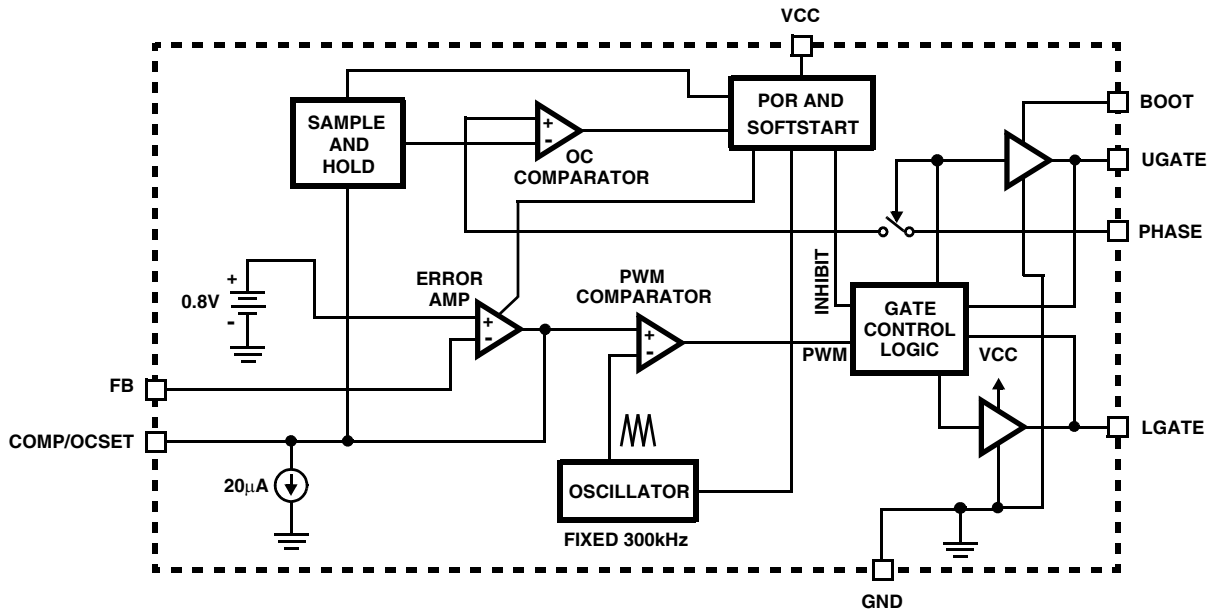 VCC
BOOT
UGATE
PHASE
SAMPLE
AND
HOLD
+
-
OC
COMPARATOR
POR AND
SOFTSTART
+
0.8V
-
ERROR
AMP
+
-
PWM
COMPARATOR
+
-
INHIBIT
PWM
GATE
CONTROL
LOGIC
VCC
FB
COMP/OCSET
LGATE
20μA
OSCILLATOR
FIXED 300kHz
GND